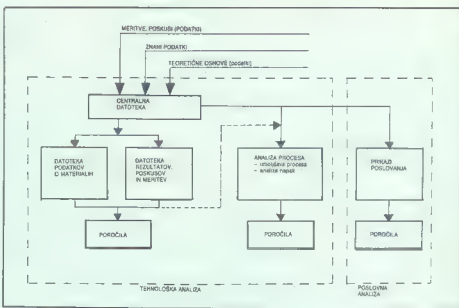 MERITVE, POSKUSI (PODATKI)
ZNANI PODATKI
TEORETIČNE OSNOVE (podatki)
CENTRALNA
DATOTEKA
DATOTEKA
PODATKOV
O MATERIALIH
DATOTEKA
REZULTATOV,
POSKUSOV
IN MERITEV
ANALIZA PROCESA
– procesa
– analiza napak
PRIKAZI
POSLOVANJA
POROČILA
POROČILA
POROČILA
TEHNOLOŠKA ANALIZA
POSLOVNA
ANALIZA